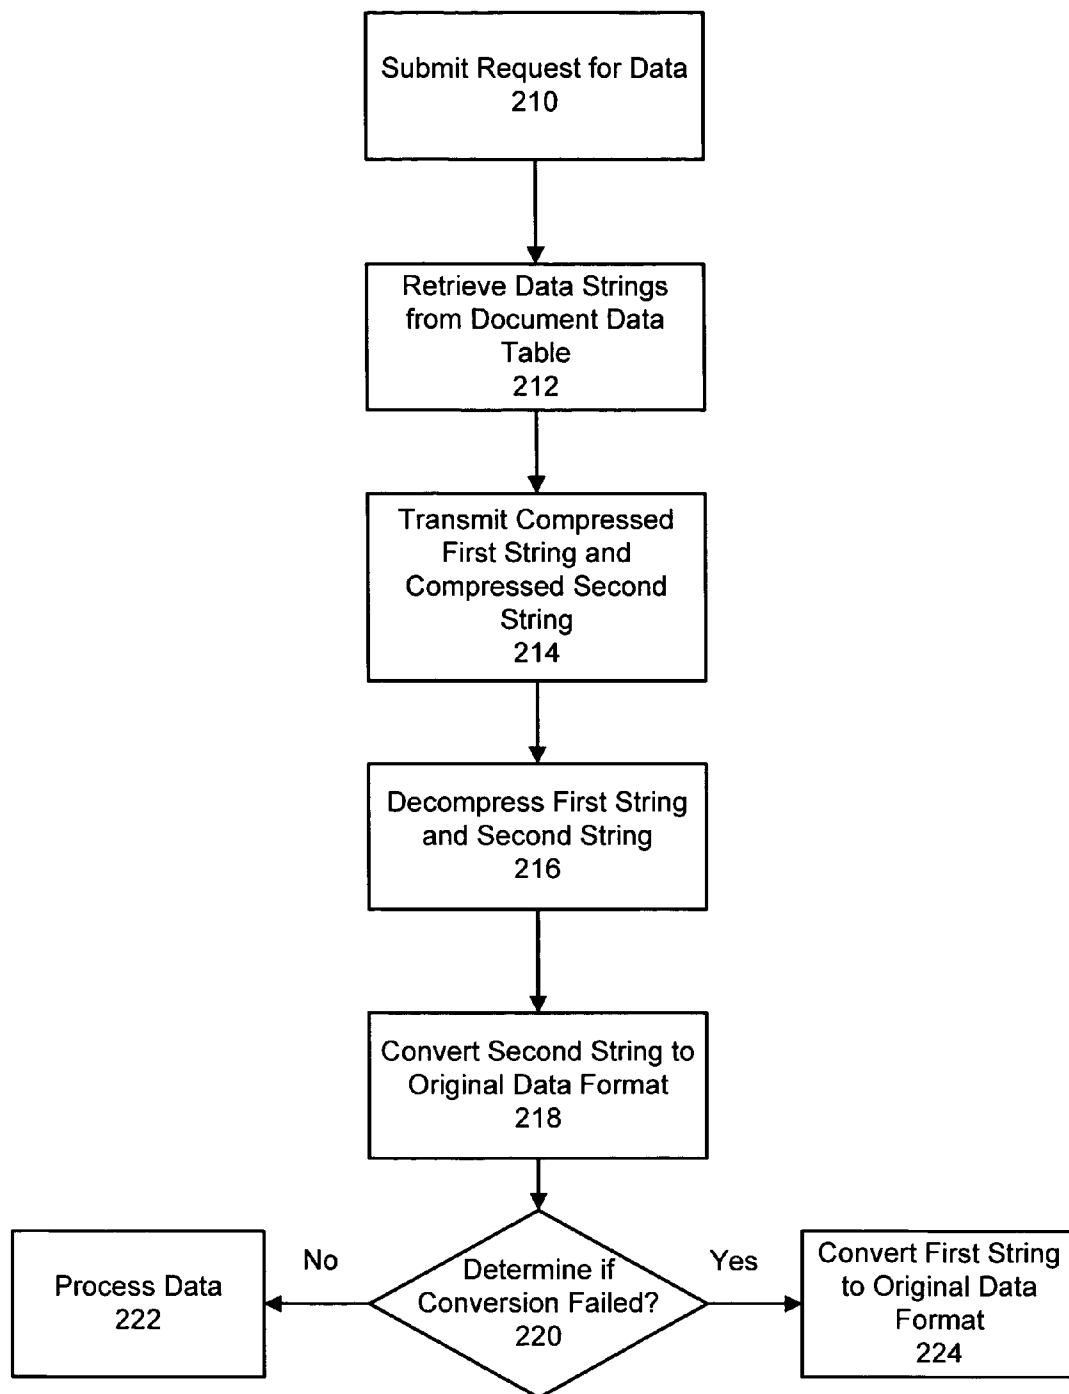 Submit Request for Data
210
Retrieve Data Strings
from Document Data
Table
212
Transmit Compressed
First String and
Compressed Second
String
214
Decompress First String
and Second String
216
Convert Second String to
Original Data Format
218
No
Determine if
Conversion Failed?
220
Yes
Process Data
222
Convert First String
to Original Data
Format
224